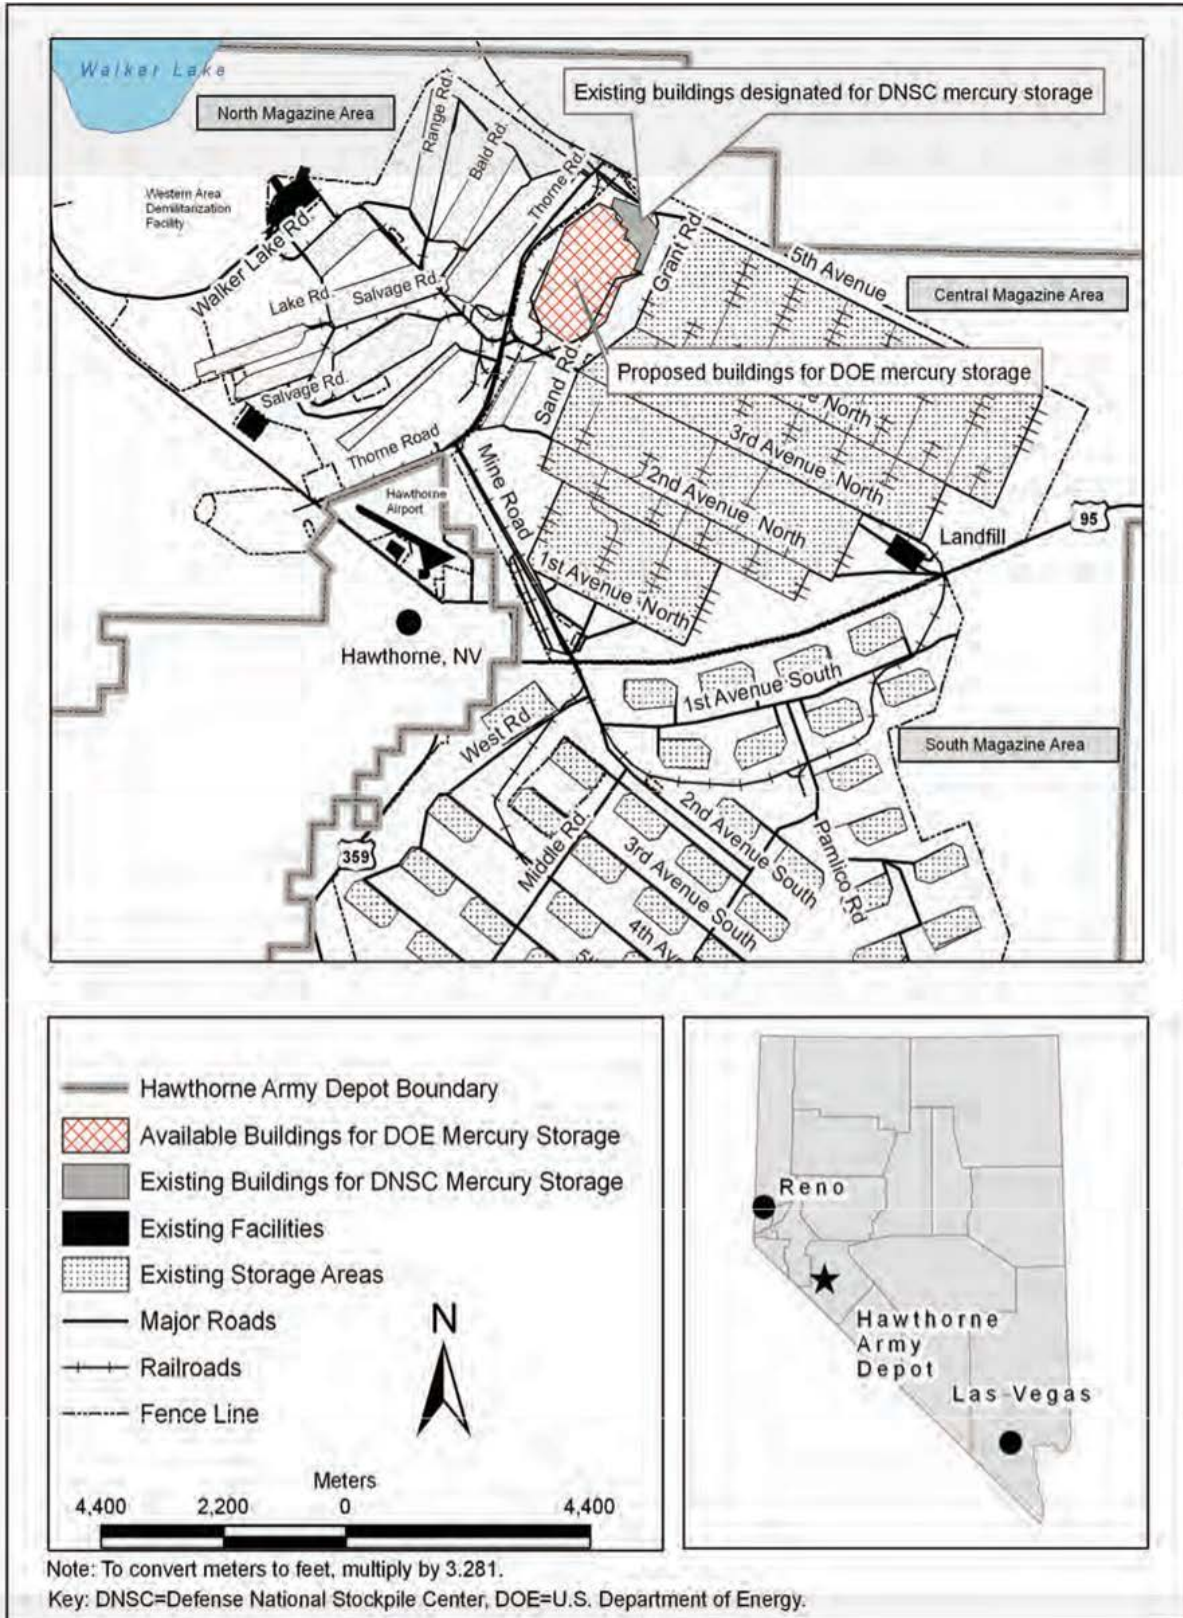 Walker Lake
North Magazine Area
Existing buildings designated for DNSC mercury storage
Range Rd.
Bald Rd.
Thorne Rd.
Western Area
Demilitarization
Facility
Walker Lake Rd.
Lake Rd.
Salvage Rd.
Grant Rd
5th Avenue
Central Magazine Area
Proposed buildings for DOE mercury storage
Sand Rd.
Salvage Rd.
North
3rd Avenue North
Thorne Road
Mine Road
Hawthorne
Airport
2nd Avenue North
95
Landfill
1st Avenue North
Hawthorne, NV
1st Avenue South
West Rd.
South Magazine Area
2nd Avenue South
Middle Rd.
3rd Avenue South
Pamlico Rd
359
4th Av
Hawthorne Army Depot Boundary
Available Buildings for DOE Mercury Storage
Existing Buildings for DNSC Mercury Storage
Existing Facilities
Existing Storage Areas
Major Roads
Railroads
Fence Line
N
Meters
4,400 2,200 0 4,400
Reno
Hawthorne
Army
Depot
Las Vegas
Note: To convert meters to feet, multiply by 3.281.
Key: DNSC=Defense National Stockpile Center, DOE=U.S. Department of Energy.